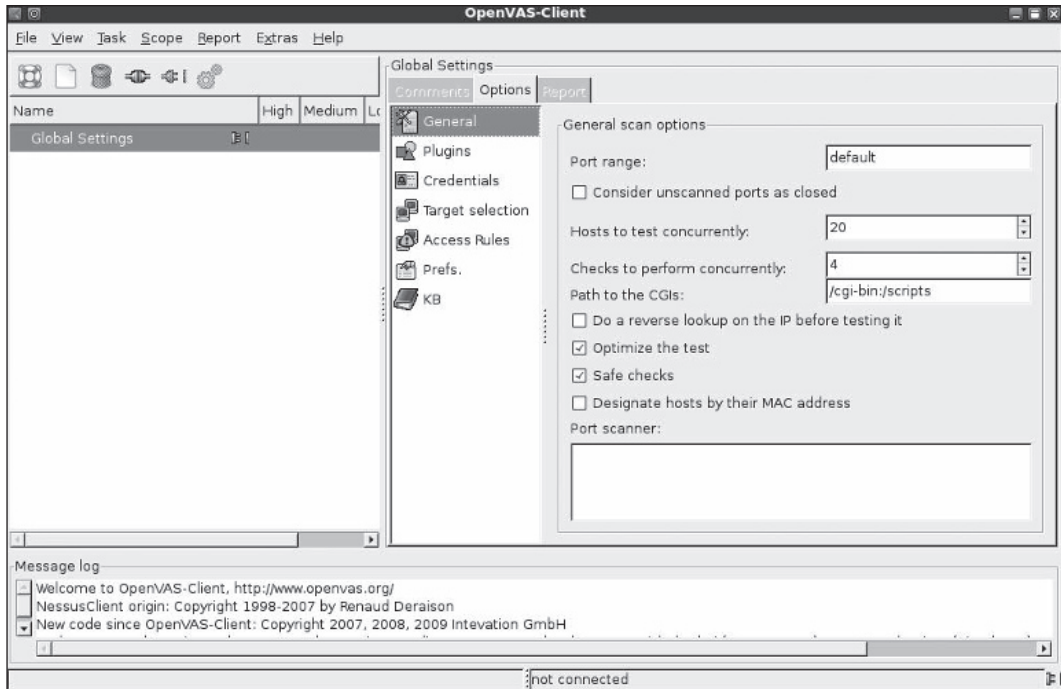 OpenVAS-Client
File View Task Scope Report Extras Help
Name High Medium Lo
Global Settings
Global Settings
Comments Options Report
General
Plugins
Credentials
Target selection
Access Rules
Prefs.
KB
General scan options
Port range: default
Consider unscanned ports as closed
Hosts to test concurrently: 20
Checks to perform concurrently: 4
Path to the CGIs: /cgi-bin:/scripts
Do a reverse lookup on the IP before testing it
Optimize the test
Safe checks
Designate hosts by their MAC address
Port scanner:
Message log
Welcome to OpenVAS-Client, http://www.openvas.org/
NessusClient origin: Copyright 1998-2007 by Renaud Deraison
New code since OpenVAS-Client: Copyright 2007, 2008, 2009 Intevation GmbH
not connected